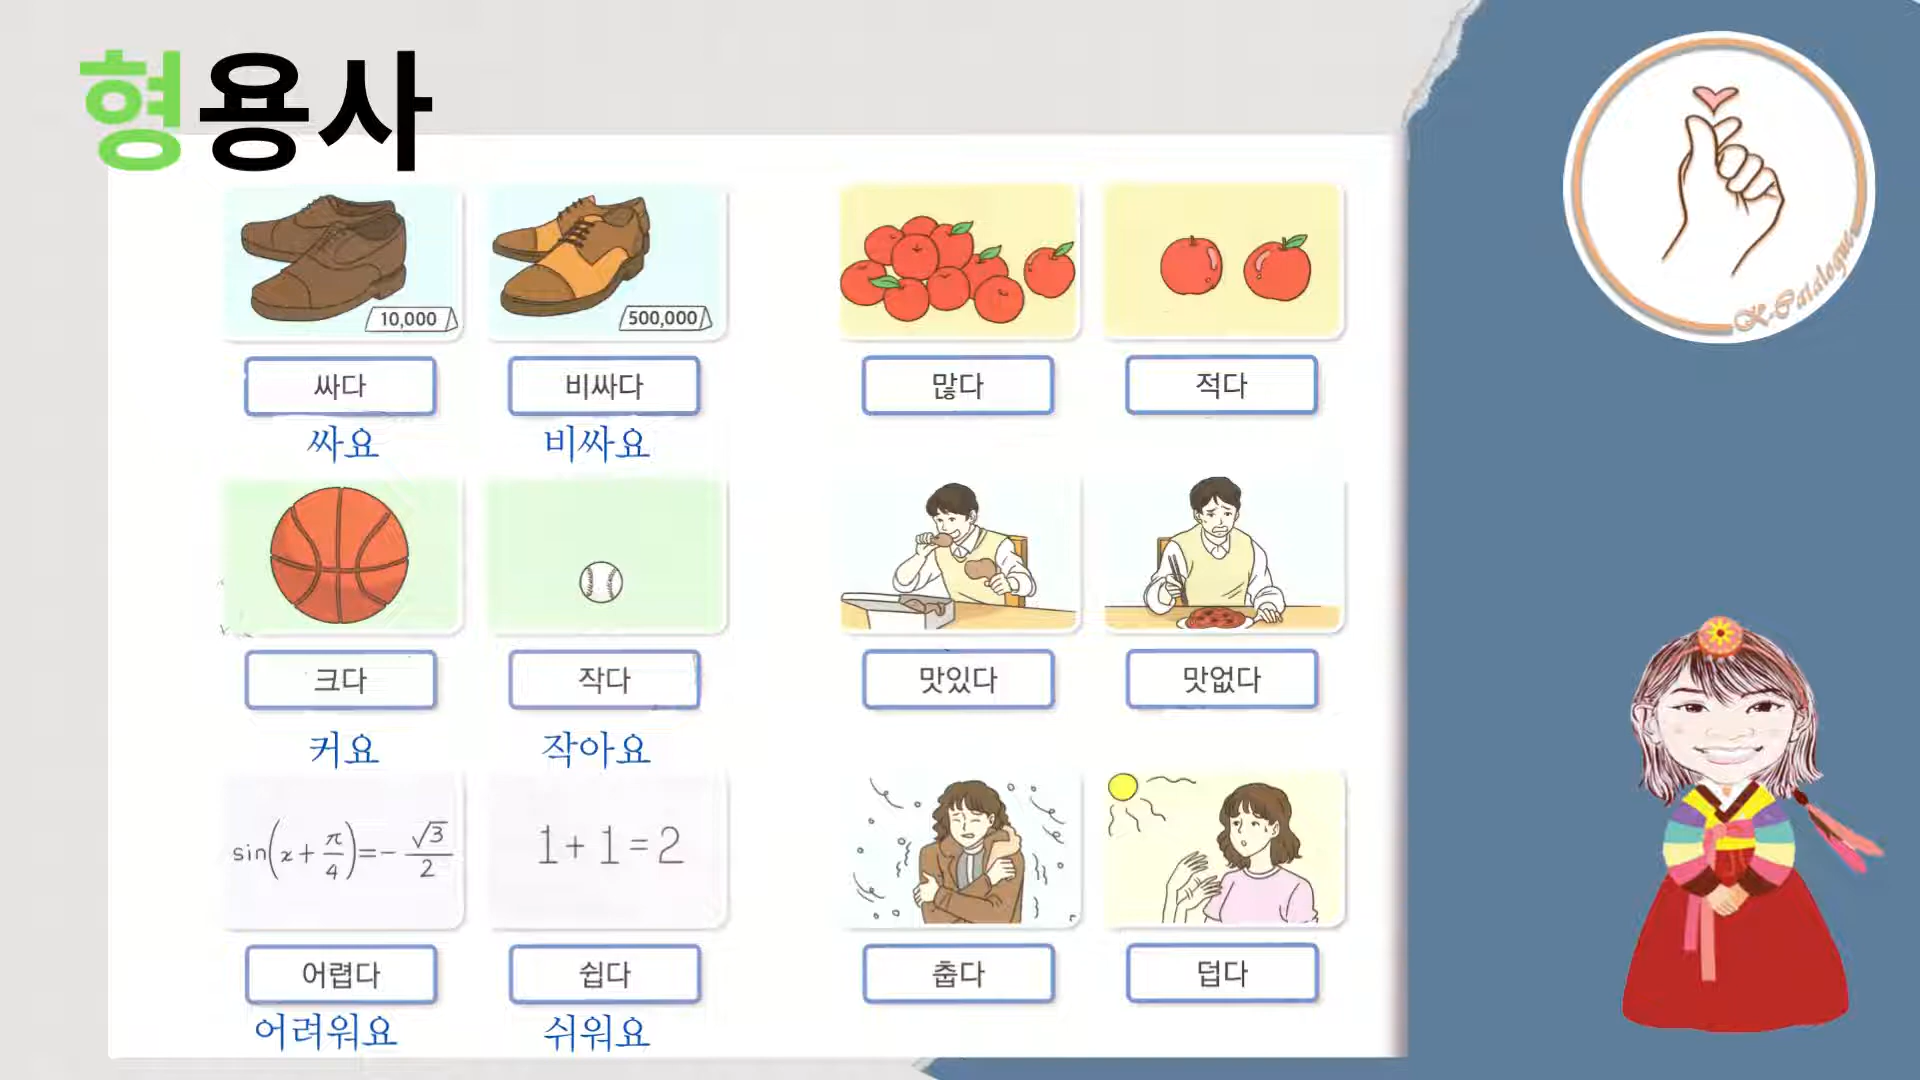 형용사
10,000
500,000
싸다
비싸다
많다
적다
싸요
비싸요
크다
작다
맛있다
맛없다
커요
작아요
sin(x+π/4)=-√3/2
1+1=2
어렵다
쉽다
춥다
덥다
어려워요
쉬워요
K-Catalogue